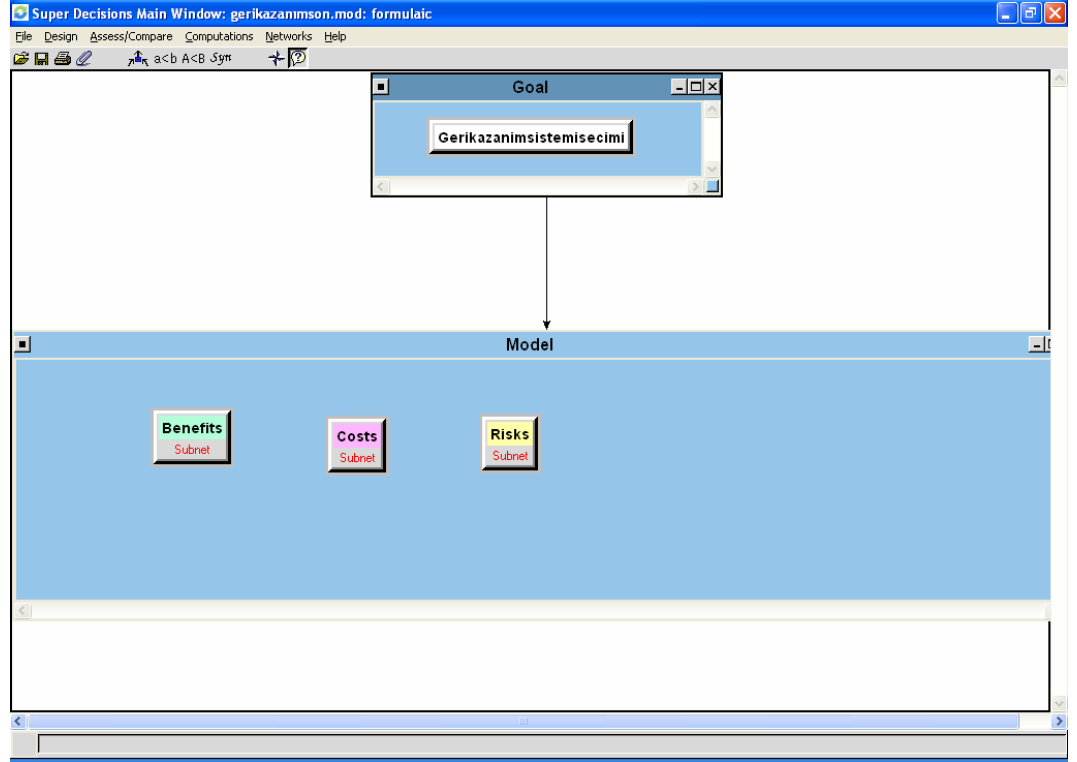 Super Decisions Main Window: gerikazanımson.mod: formulaic
File Design Assess/Compare Computations Networks Help
a<b A<B Syn
Goal
Gerikazanimsistemisecimi
Model
Benefits
Subnet
Costs
Subnet
Risks
Subnet